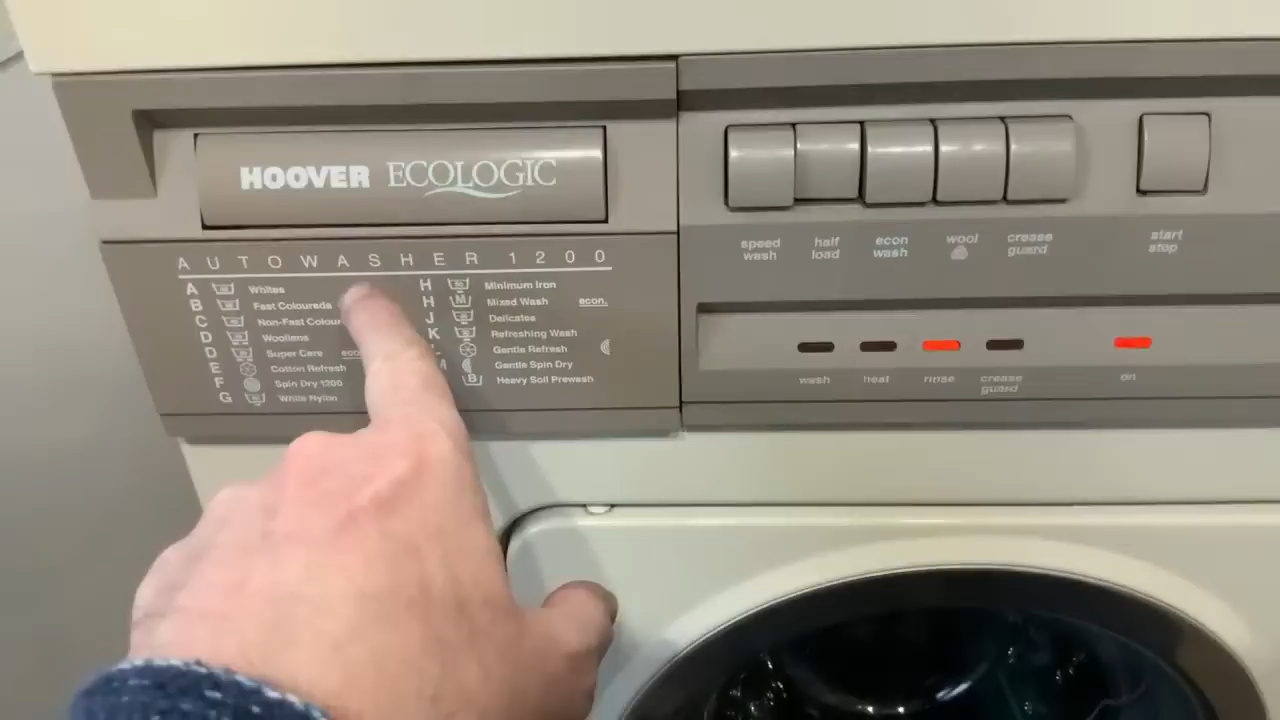 HOOVER ECOLOGIC
AUTOWASHER 1200
A Whites
B Fast Coloureds
C Non-Fast Colour
D Woollens
D Super Care eco
E Cotton Refresh
F Spin Dry 1200
G White Nylon
H Minimum Iron
H M Mixed Wash econ.
J Delicates
K Refreshing Wash
L Gentle Refresh
M Gentle Spin Dry
B Heavy Soil Prewash
speed wash
half load
econ wash
wool
crease guard
start stop
wash
heat
rinse
crease guard
on